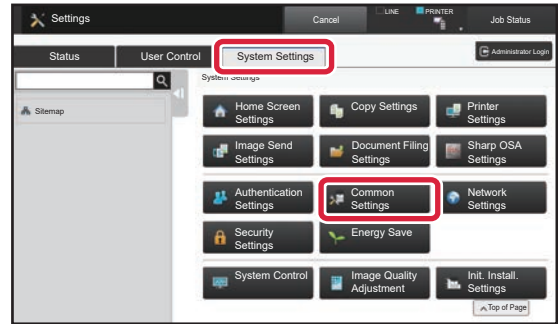 Settings
Cancel
LINE
PRINTER
Job Status
Status
User Control
System Settings
Administrator Login
System Settings
Sitemap
Home Screen
Settings
Copy Settings
Printer
Settings
Image Send
Settings
Document Filing
Settings
Sharp OSA
Settings
Authentication
Settings
Common
Settings
Network
Settings
Security
Settings
Energy Save
System Control
Image Quality
Adjustment
Init. Install.
Settings
Top of Page